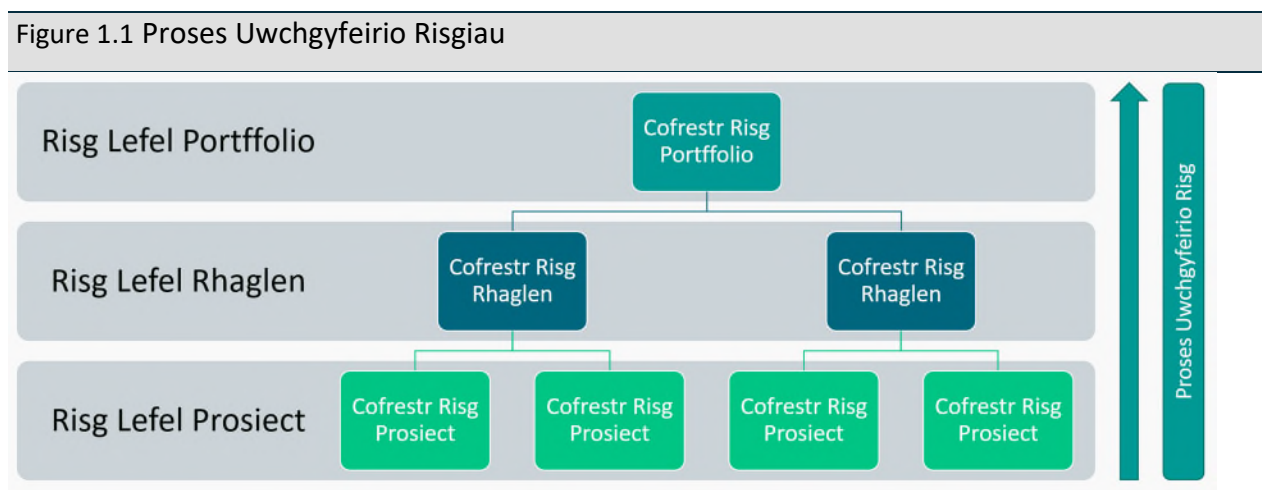 Figure 1.1 Proses Uwchgyfeirio Risgiau
Risg Lefel Portffolio
Cofrestr Risg
Portffolio
Risg Lefel Rhaglen
Cofrestr Risg
Rhaglen
Cofrestr Risg
Rhaglen
Risg Lefel Prosiect
Cofrestr Risg
Prosiect
Cofrestr Risg
Prosiect
Cofrestr Risg
Prosiect
Cofrestr Risg
Prosiect
Proses Uwchgyfeirio Risg